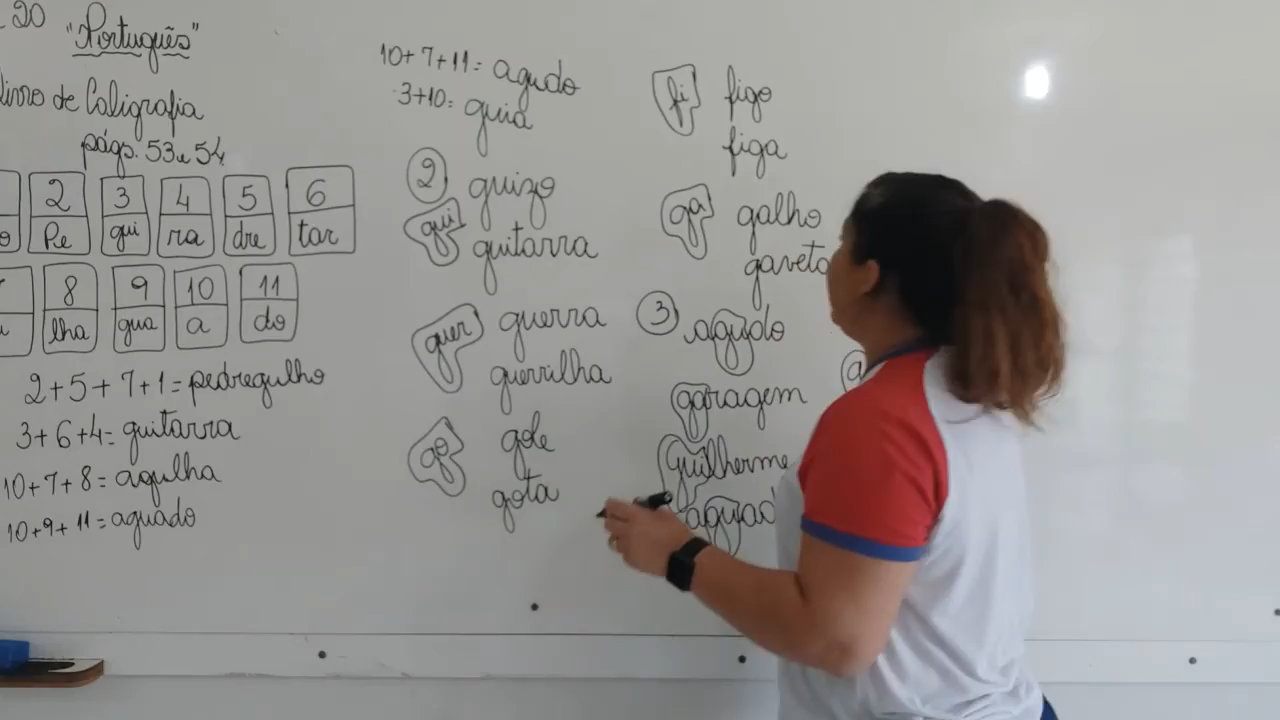 20
"Português"
livro de Caligrafia
págs. 53 e 54
2 3 4 5 6
Pe gui ra dre tar
8 9 10 11
lha gua a do
2+5+7+1= pedregulho
3+6+4= guitarra
10+7+8= agulha
10+9+11= aguado
10+7+11= agudo
3+10= guia
2 guizo
gui guitarra
guer guerra
guerrilha
go gole
gota
fi figo
figa
ga galho
gaveta
3 agudo
garagem
Guilherme
aguad